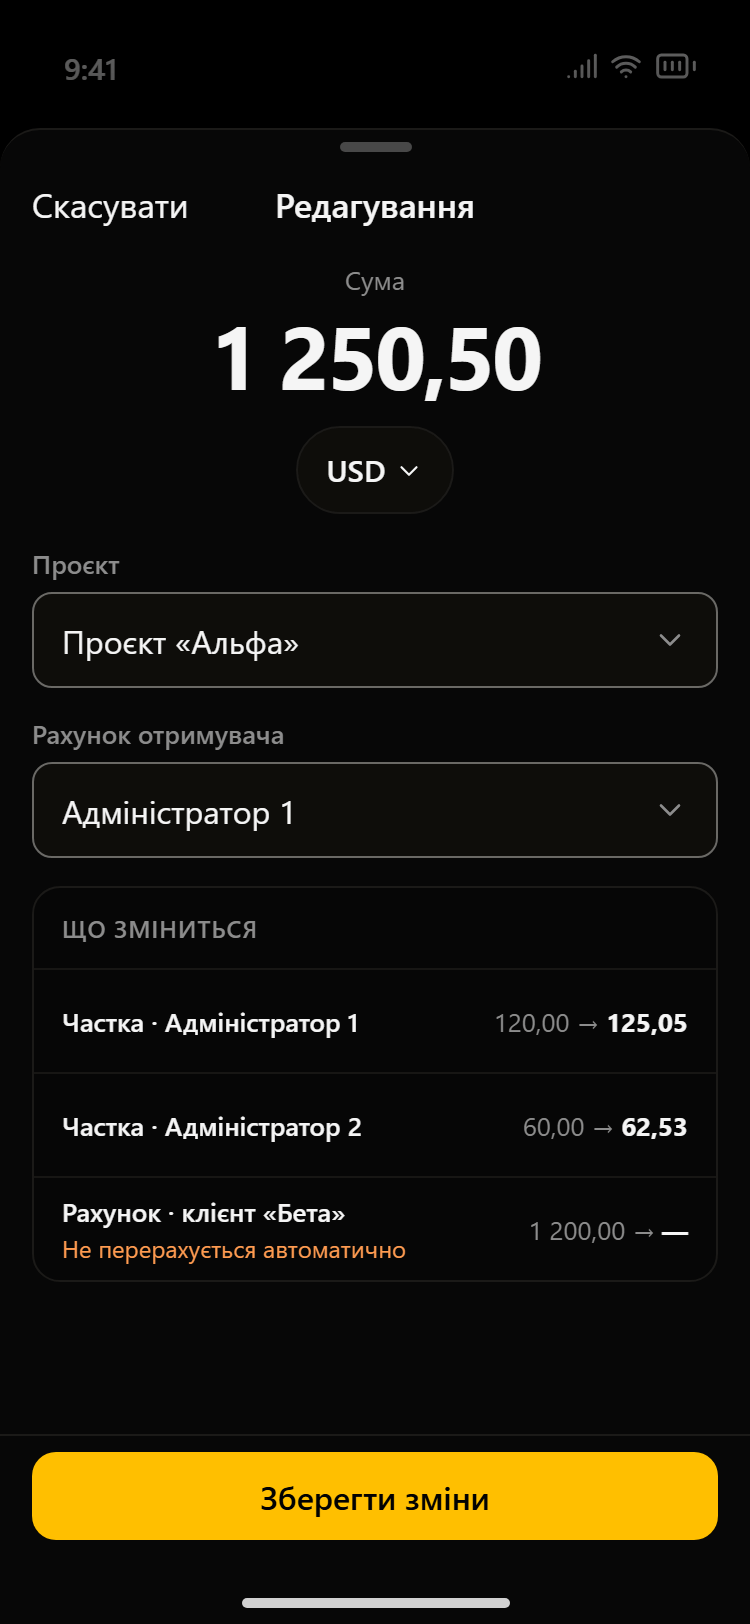 9:41
Скасувати Редагування
Сума
1 250,50
USD
Проєкт
Проєкт «Альфа»
Рахунок отримувача
Адміністратор 1
ЩО ЗМІНИТЬСЯ
Частка · Адміністратор 1 120,00 → 125,05
Частка · Адміністратор 2 60,00 → 62,53
Рахунок · клієнт «Бета» 1 200,00 → —
Не перерахується автоматично
Зберегти зміни